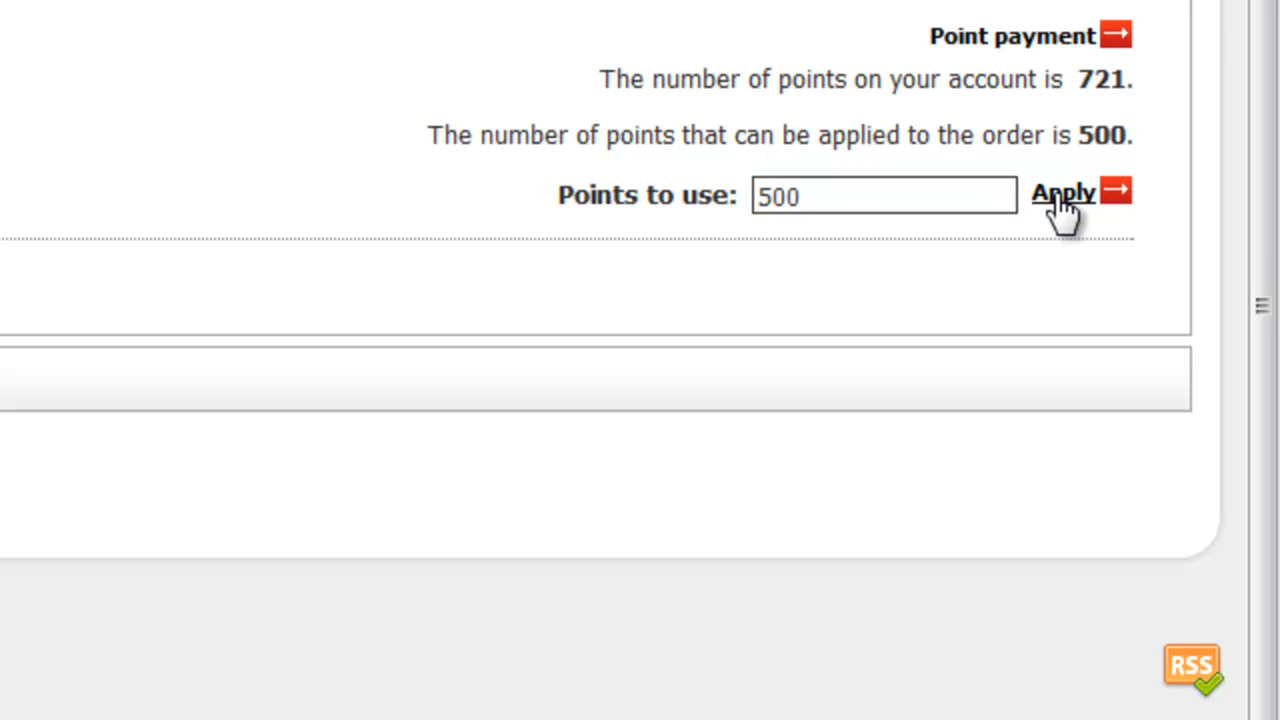 Point payment
The number of points on your account is 721.
The number of points that can be applied to the order is 500.
Points to use: 500 Apply
RSS